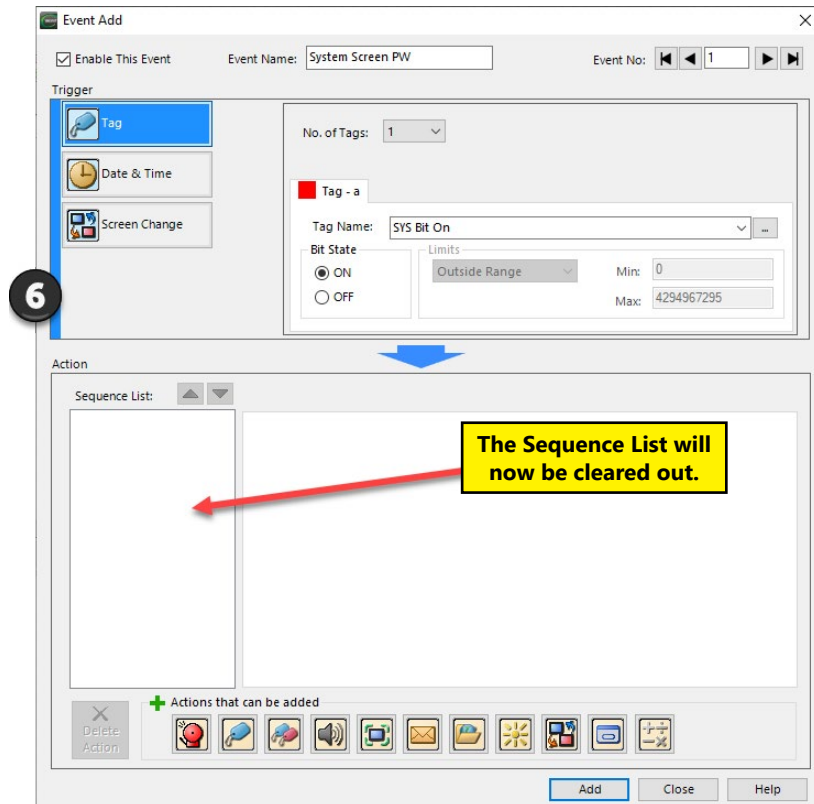 Event Add
Enable This Event
Event Name: System Screen PW
Event No: 1
Trigger
Tag
Date & Time
Screen Change
No. of Tags: 1
Tag - a
Tag Name: SYS Bit On ...
Bit State
ON
OFF
Limits
Outside Range
Min: 0
Max: 4294967295
6
Action
Sequence List:
The Sequence List will
now be cleared out.
Delete
Action
Actions that can be added
Add
Close
Help